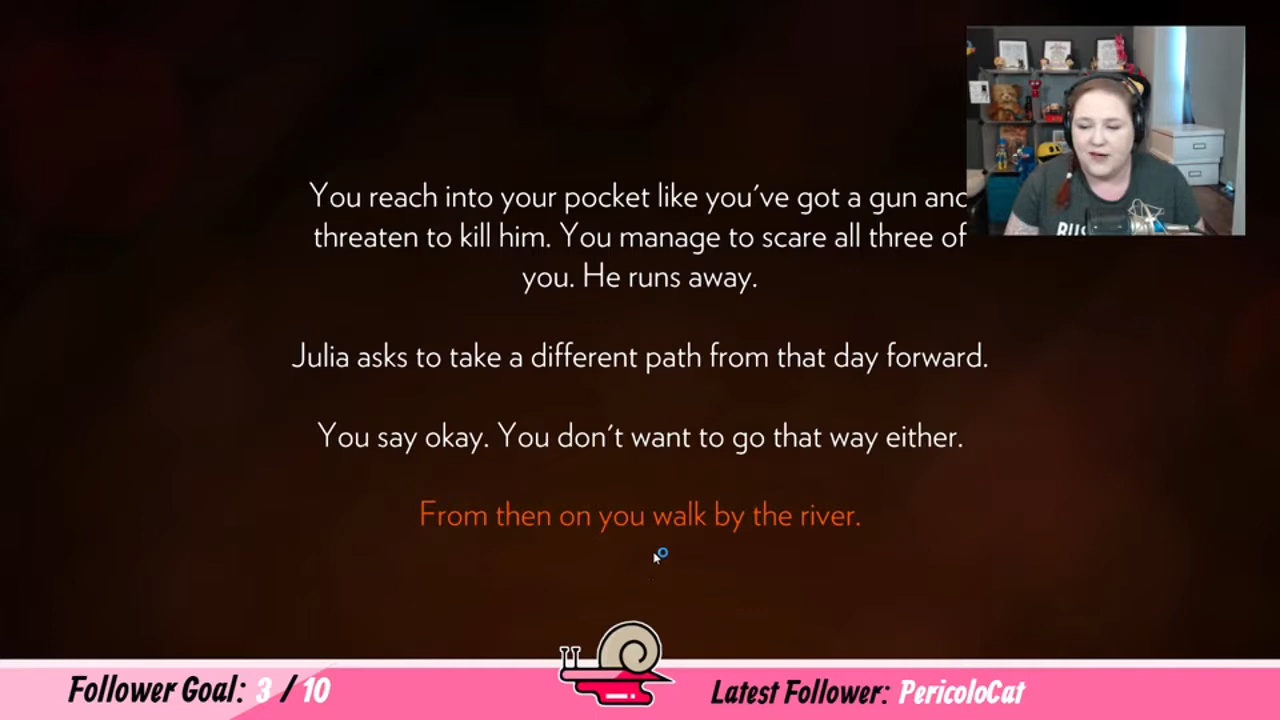 You reach into your pocket like you've got a gun and
threaten to kill him. You manage to scare all three of
you. He runs away.
Julia asks to take a different path from that day forward.
You say okay. You don't want to go that way either.
From then on you walk by the river.
Follower Goal: 3 / 10
Latest Follower: PericoloCat